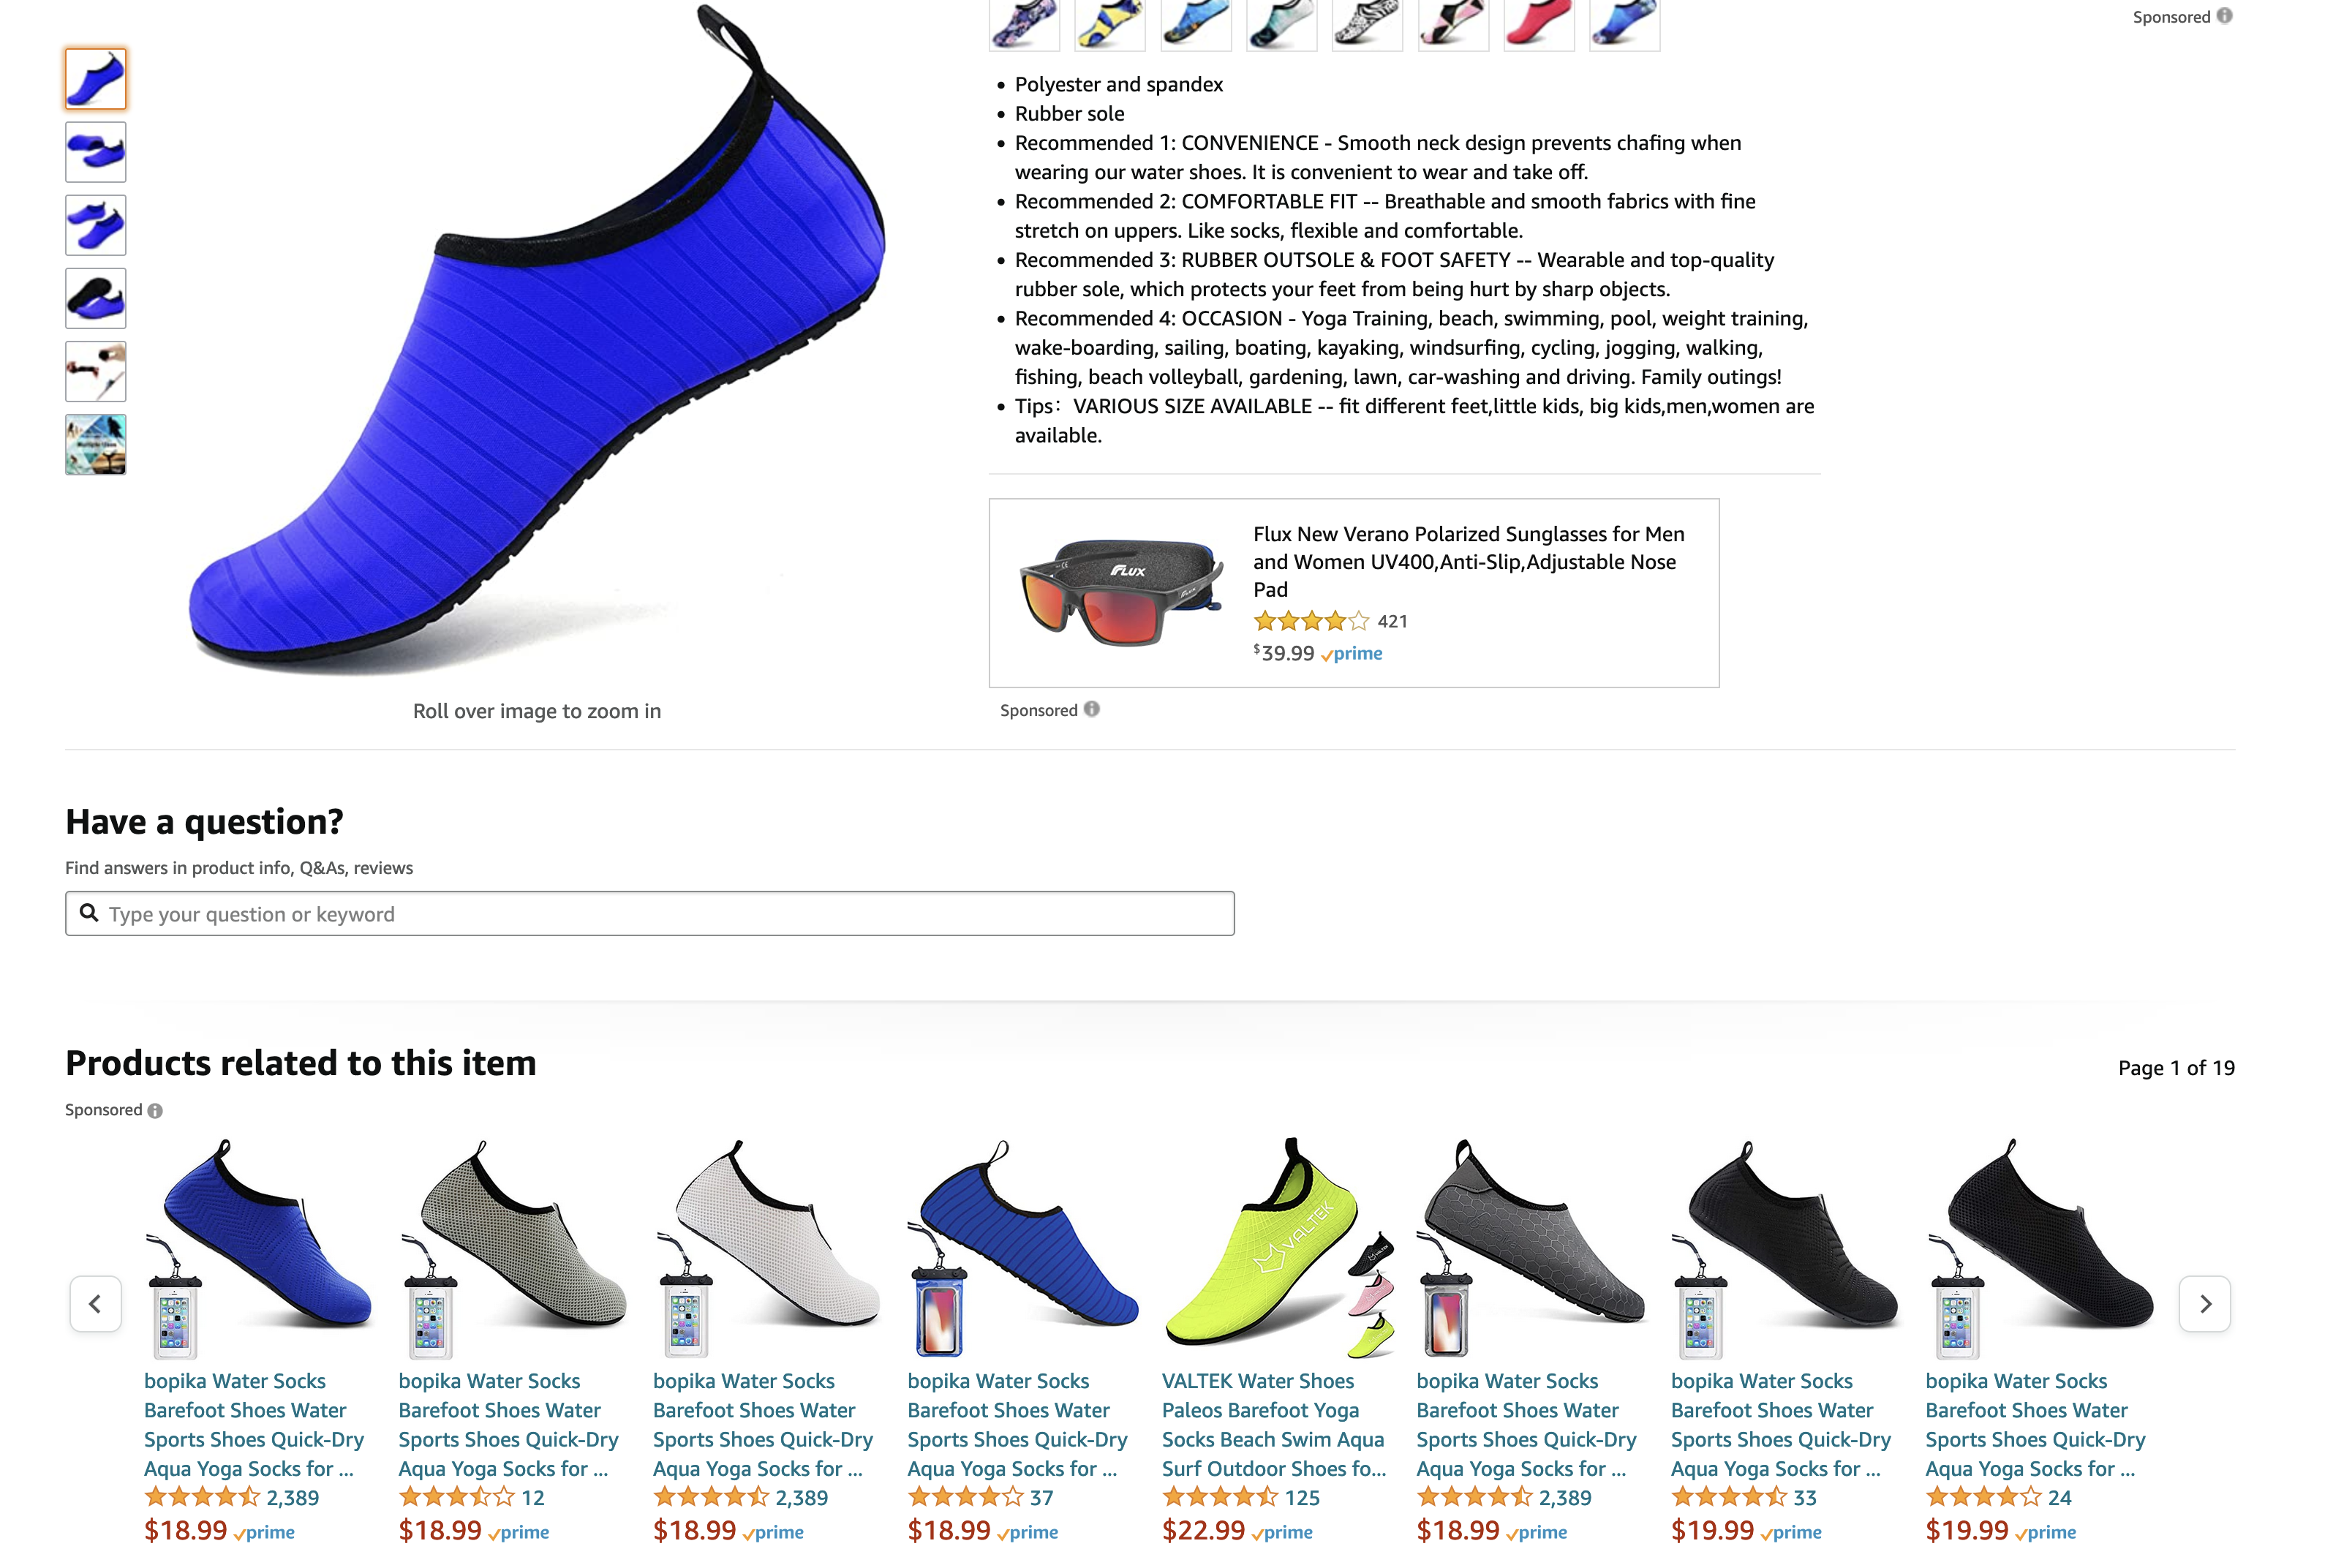 Sponsored
Polyester and spandex
Rubber sole
Recommended 1: CONVENIENCE - Smooth neck design prevents chafing when
wearing our water shoes. It is convenient to wear and take off.
Recommended 2: COMFORTABLE FIT -- Breathable and smooth fabrics with fine
stretch on uppers. Like socks, flexible and comfortable.
Recommended 3: RUBBER OUTSOLE & FOOT SAFETY -- Wearable and top-quality
rubber sole, which protects your feet from being hurt by sharp objects.
Recommended 4: OCCASION - Yoga Training, beach, swimming, pool, weight training,
wake-boarding, sailing, boating, kayaking, windsurfing, cycling, jogging, walking,
fishing, beach volleyball, gardening, lawn, car-washing and driving. Family outings!
Tips：VARIOUS SIZE AVAILABLE -- fit different feet,little kids, big kids,men,women are
available.
FLUX
Flux New Verano Polarized Sunglasses for Men
and Women UV400,Anti-Slip,Adjustable Nose
Pad
421
$39.99 prime
Sponsored
Roll over image to zoom in
Have a question?
Find answers in product info, Q&As, reviews
Type your question or keyword
Products related to this item
Page 1 of 19
Sponsored
bopika Water Socks
Barefoot Shoes Water
Sports Shoes Quick-Dry
Aqua Yoga Socks for ...
2,389
$18.99 prime
bopika Water Socks
Barefoot Shoes Water
Sports Shoes Quick-Dry
Aqua Yoga Socks for ...
12
$18.99 prime
bopika Water Socks
Barefoot Shoes Water
Sports Shoes Quick-Dry
Aqua Yoga Socks for ...
2,389
$18.99 prime
bopika Water Socks
Barefoot Shoes Water
Sports Shoes Quick-Dry
Aqua Yoga Socks for ...
37
$18.99 prime
VALTEK
VALTEK Water Shoes
Paleos Barefoot Yoga
Socks Beach Swim Aqua
Surf Outdoor Shoes fo...
125
$22.99 prime
bopika Water Socks
Barefoot Shoes Water
Sports Shoes Quick-Dry
Aqua Yoga Socks for ...
2,389
$18.99 prime
bopika Water Socks
Barefoot Shoes Water
Sports Shoes Quick-Dry
Aqua Yoga Socks for ...
33
$19.99 prime
bopika Water Socks
Barefoot Shoes Water
Sports Shoes Quick-Dry
Aqua Yoga Socks for ...
24
$19.99 prime